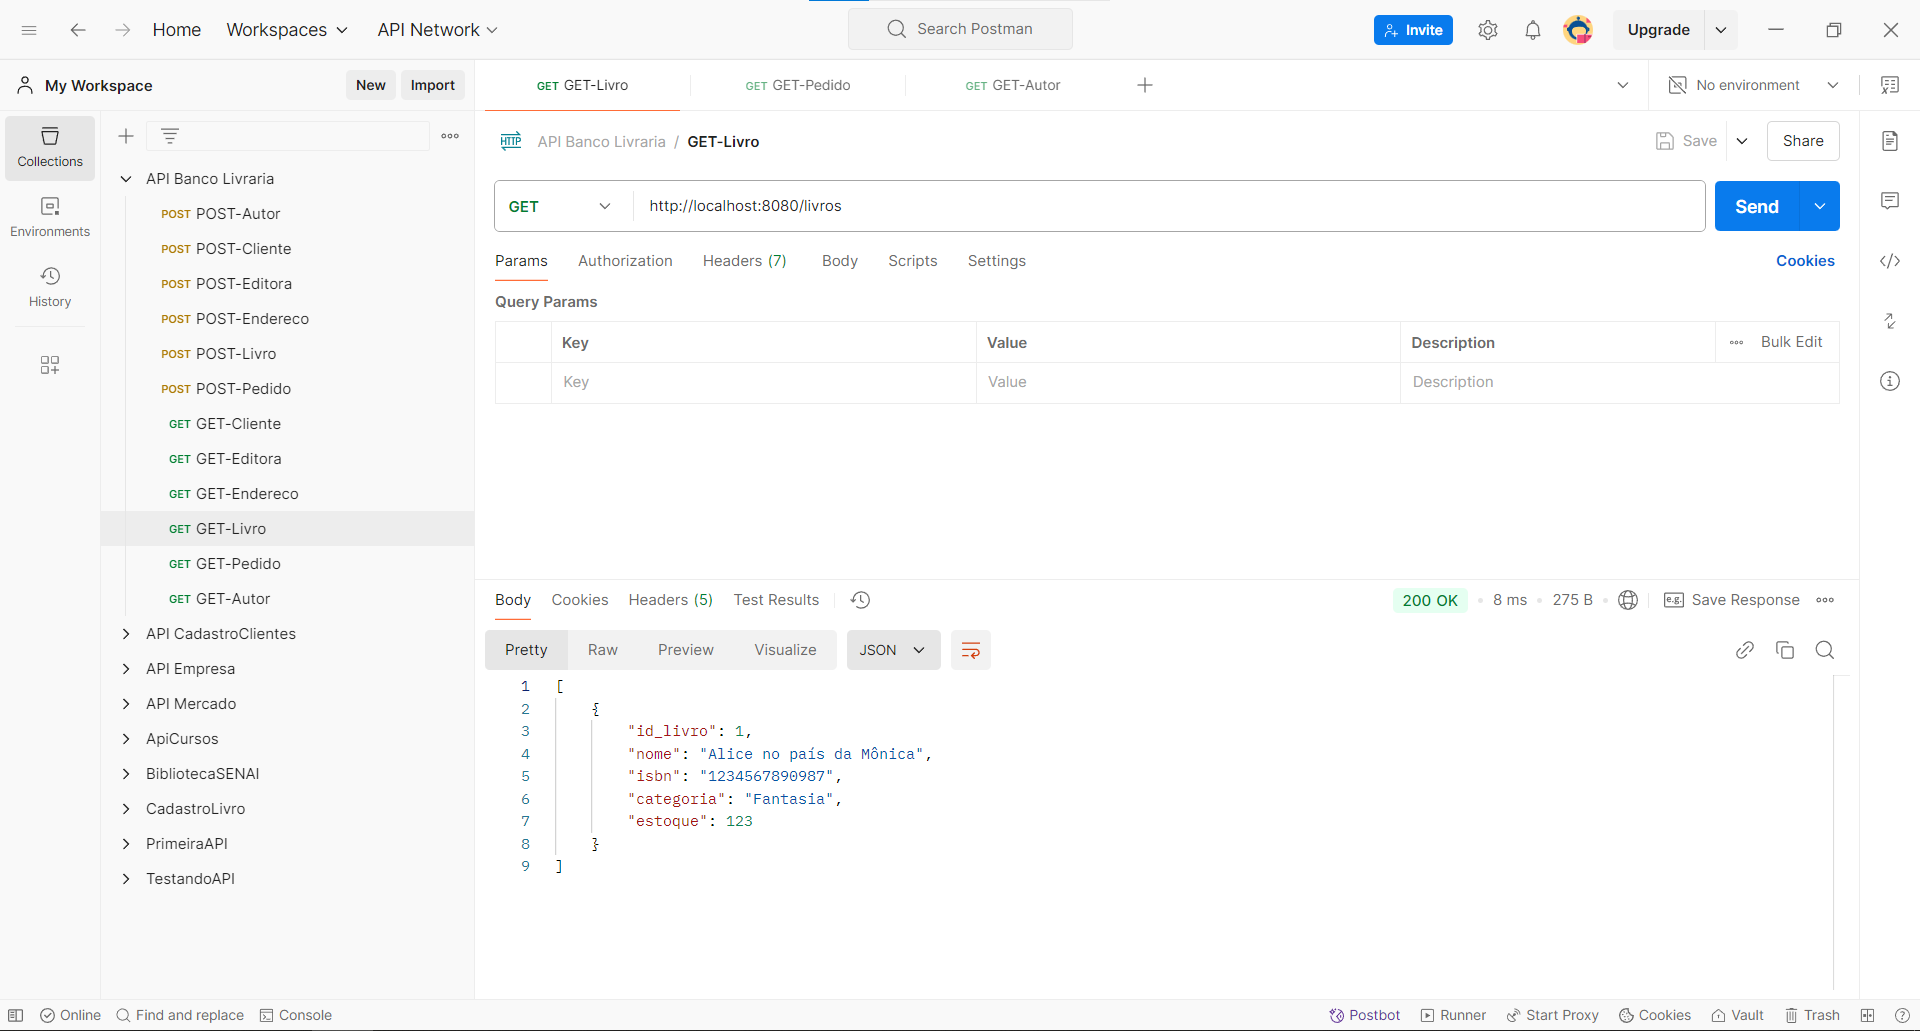 Home Workspaces API Network Search Postman Invite Upgrade
My Workspace New Import GET GET-Livro GET GET-Pedido GET GET-Autor No environment
Collections
Environments
History
API Banco Livraria
POST POST-Autor
POST POST-Cliente
POST POST-Editora
POST POST-Endereco
POST POST-Livro
POST POST-Pedido
GET GET-Cliente
GET GET-Editora
GET GET-Endereco
GET GET-Livro
GET GET-Pedido
GET GET-Autor
API CadastroClientes
API Empresa
API Mercado
ApiCursos
BibliotecaSENAI
CadastroLivro
PrimeiraAPI
TestandoAPI
HTTP API Banco Livraria / GET-Livro Save Share
GET http://localhost:8080/livros Send
Params Authorization Headers (7) Body Scripts Settings Cookies
Query Params
Key Value Description Bulk Edit
Key Value Description
Body Cookies Headers (5) Test Results 200 OK 8 ms 275 B e.g. Save Response
Pretty Raw Preview Visualize JSON
1 [
2 {
3 "id_livro": 1,
4 "nome": "Alice no país da Mônica",
5 "isbn": "1234567890987",
6 "categoria": "Fantasia",
7 "estoque": 123
8 }
9 ]
Online Find and replace Console Postbot Runner Start Proxy Cookies Vault Trash